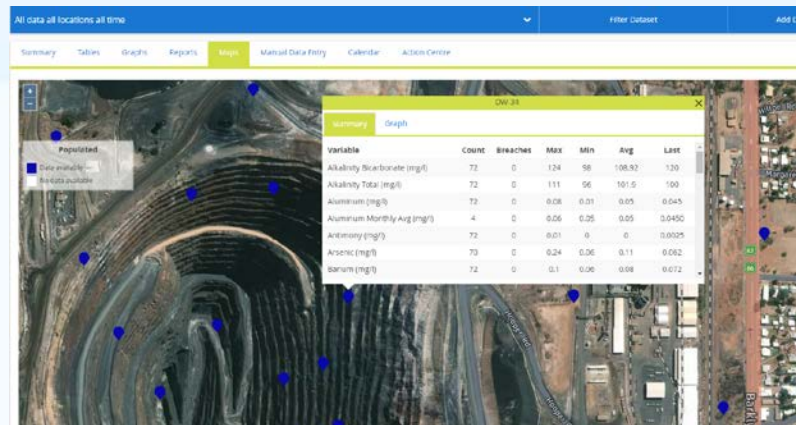 All data all locations all time
Filter Dataset
Add
Summary Tables Graphs Reports Maps Manual Data Entry Calendar Action Centre
+
-
Populated
Data available
No data available
DW-34
Summary Graph
Variable Count Breaches Max Min Avg Last
Alkalinity Bicarbonate (mg/l) 72 0 124 98 108.92 120
Alkalinity Total (mg/l) 72 0 111 96 101.9 100
Aluminum (mg/l) 72 0 0.08 0.01 0.05 0.045
Aluminum Monthly Avg (mg/l) 4 0 0.06 0.05 0.05 0.0450
Antimony (mg/l) 72 0 0.01 0 0 0.0025
Arsenic (mg/l) 70 0 0.24 0.06 0.11 0.062
Barium (mg/l) 72 0 0.1 0.06 0.08 0.072